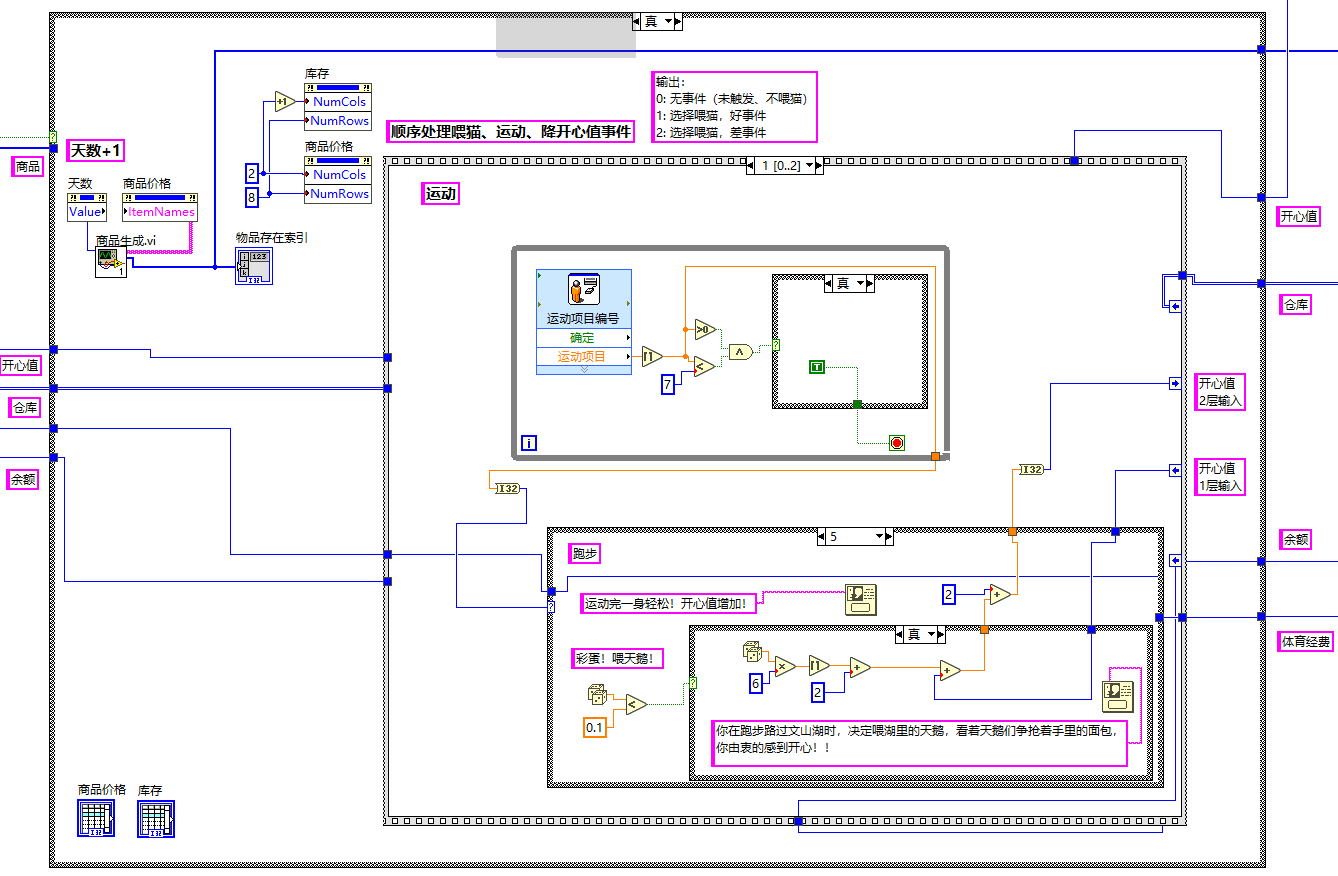 真
库存
NumCols
NumRows
+1
输出：
0: 无事件（未触发、不喂猫）
1: 选择喂猫，好事件
2: 选择喂猫，差事件
顺序处理喂猫、运动、降开心值事件
天数+1
商品
商品价格
NumCols
NumRows
2
8
1 [0..2]
天数
Value
商品价格
ItemNames
运动
开心值
商品生成.vi
1
物品存在索引
123
I32
真
运动项目编号
确定
运动项目
>0
<
7
T
i
仓库
开心值
仓库
余额
开心值
2层输入
I32
开心值
1层输入
I32
5
跑步
余额
2
+
运动完一身轻松！开心值增加！
真
体育经费
彩蛋！喂天鹅！
×
6
+
2
+
<
0.1
你在跑步路过文山湖时，决定喂湖里的天鹅，看着天鹅们争抢着手里的面包，
你由衷的感到开心！！
商品价格
库存
I32
I32